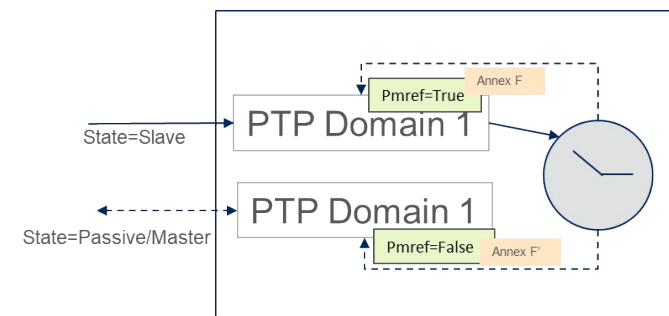 Annex F
Pmref=True
PTP Domain 1
State=Slave
PTP Domain 1
State=Passive/Master
Pmref=False
Annex F'